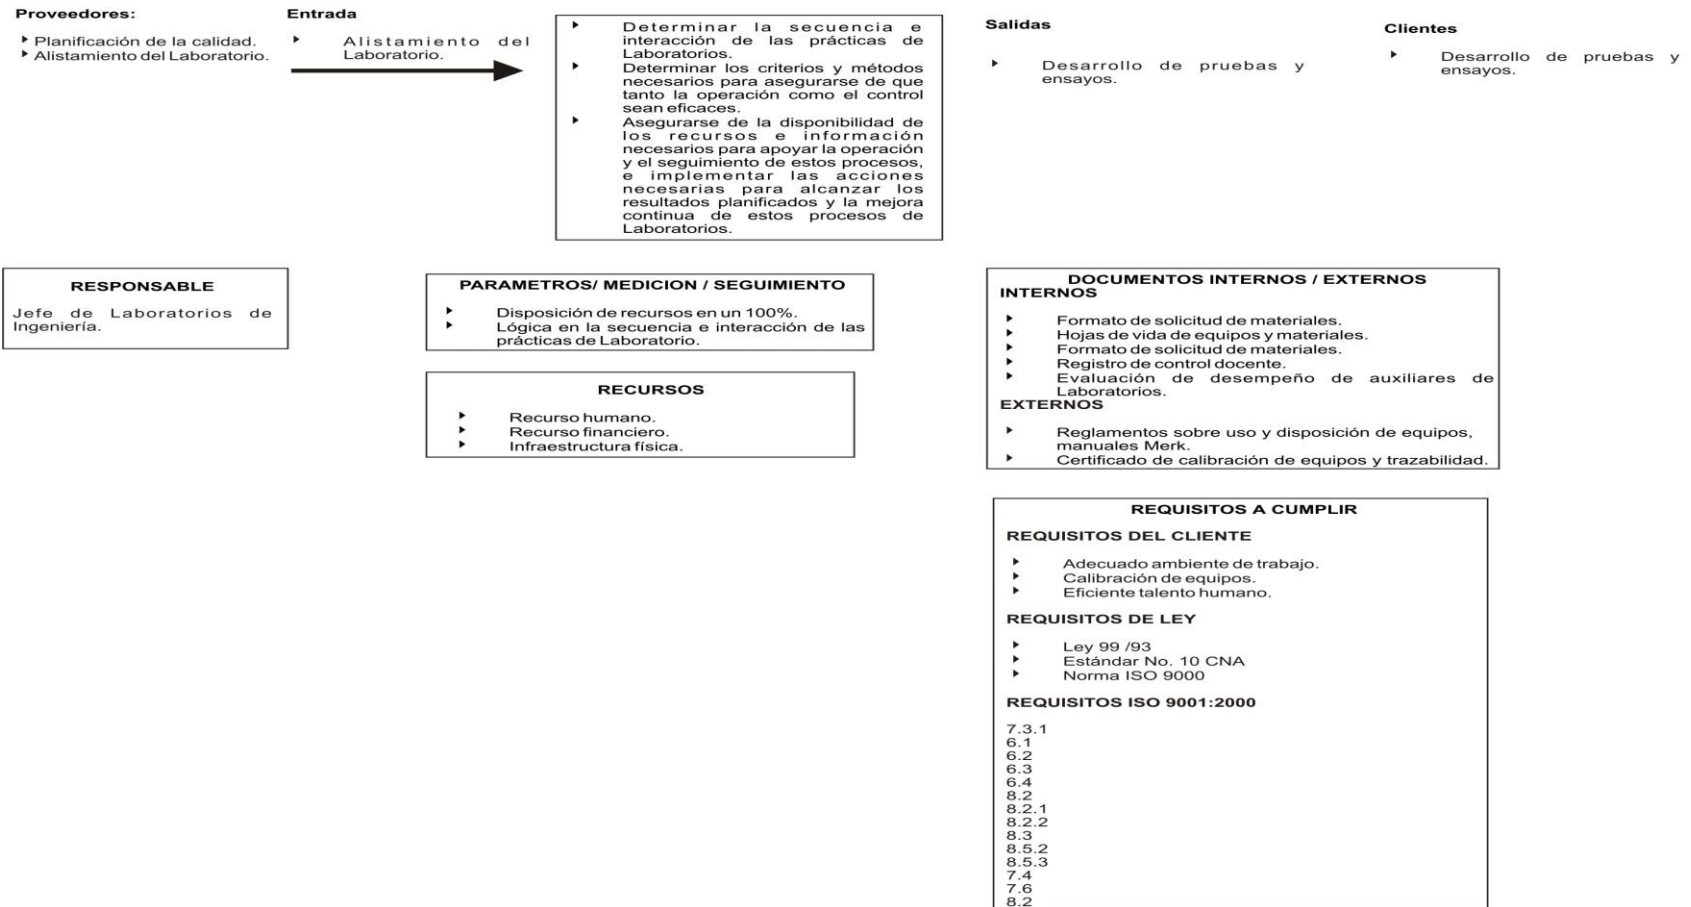 Proveedores:
Planificación de la calidad.
Alistamiento del Laboratorio.
Entrada
Alistamiento del
Laboratorio.
Determinar la secuencia e
interacción de las prácticas de
Laboratorios.
Determinar los criterios y métodos
necesarios para asegurarse de que
tanto la operación como el control
sean eficaces.
Asegurarse de la disponibilidad de
los recursos e información
necesarios para apoyar la operación
y el seguimiento de estos procesos,
e implementar las acciones
necesarias para alcanzar los
resultados planificados y la mejora
continua de estos procesos de
Laboratorios.
Salidas
Desarrollo de pruebas y
ensayos.
Clientes
Desarrollo de pruebas y
ensayos.
RESPONSABLE
Jefe de Laboratorios de
Ingeniería.
PARAMETROS/ MEDICION / SEGUIMIENTO
Disposición de recursos en un 100%.
Lógica en la secuencia e interacción de las
prácticas de Laboratorio.
RECURSOS
Recurso humano.
Recurso financiero.
Infraestructura física.
DOCUMENTOS INTERNOS / EXTERNOS
INTERNOS
Formato de solicitud de materiales.
Hojas de vida de equipos y materiales.
Formato de solicitud de materiales.
Registro de control docente.
Evaluación de desempeño de auxiliares de
Laboratorios.
EXTERNOS
Reglamentos sobre uso y disposición de equipos,
manuales Merk.
Certificado de calibración de equipos y trazabilidad.
REQUISITOS A CUMPLIR
REQUISITOS DEL CLIENTE
Adecuado ambiente de trabajo.
Calibración de equipos.
Eficiente talento humano.
REQUISITOS DE LEY
Ley 99 /93
Estándar No. 10 CNA
Norma ISO 9000
REQUISITOS ISO 9001:2000
7.3.1
6.1
6.2
6.3
6.4
8.2
8.2.1
8.2.2
8.3
8.5.2
8.5.3
7.4
7.6
8.2